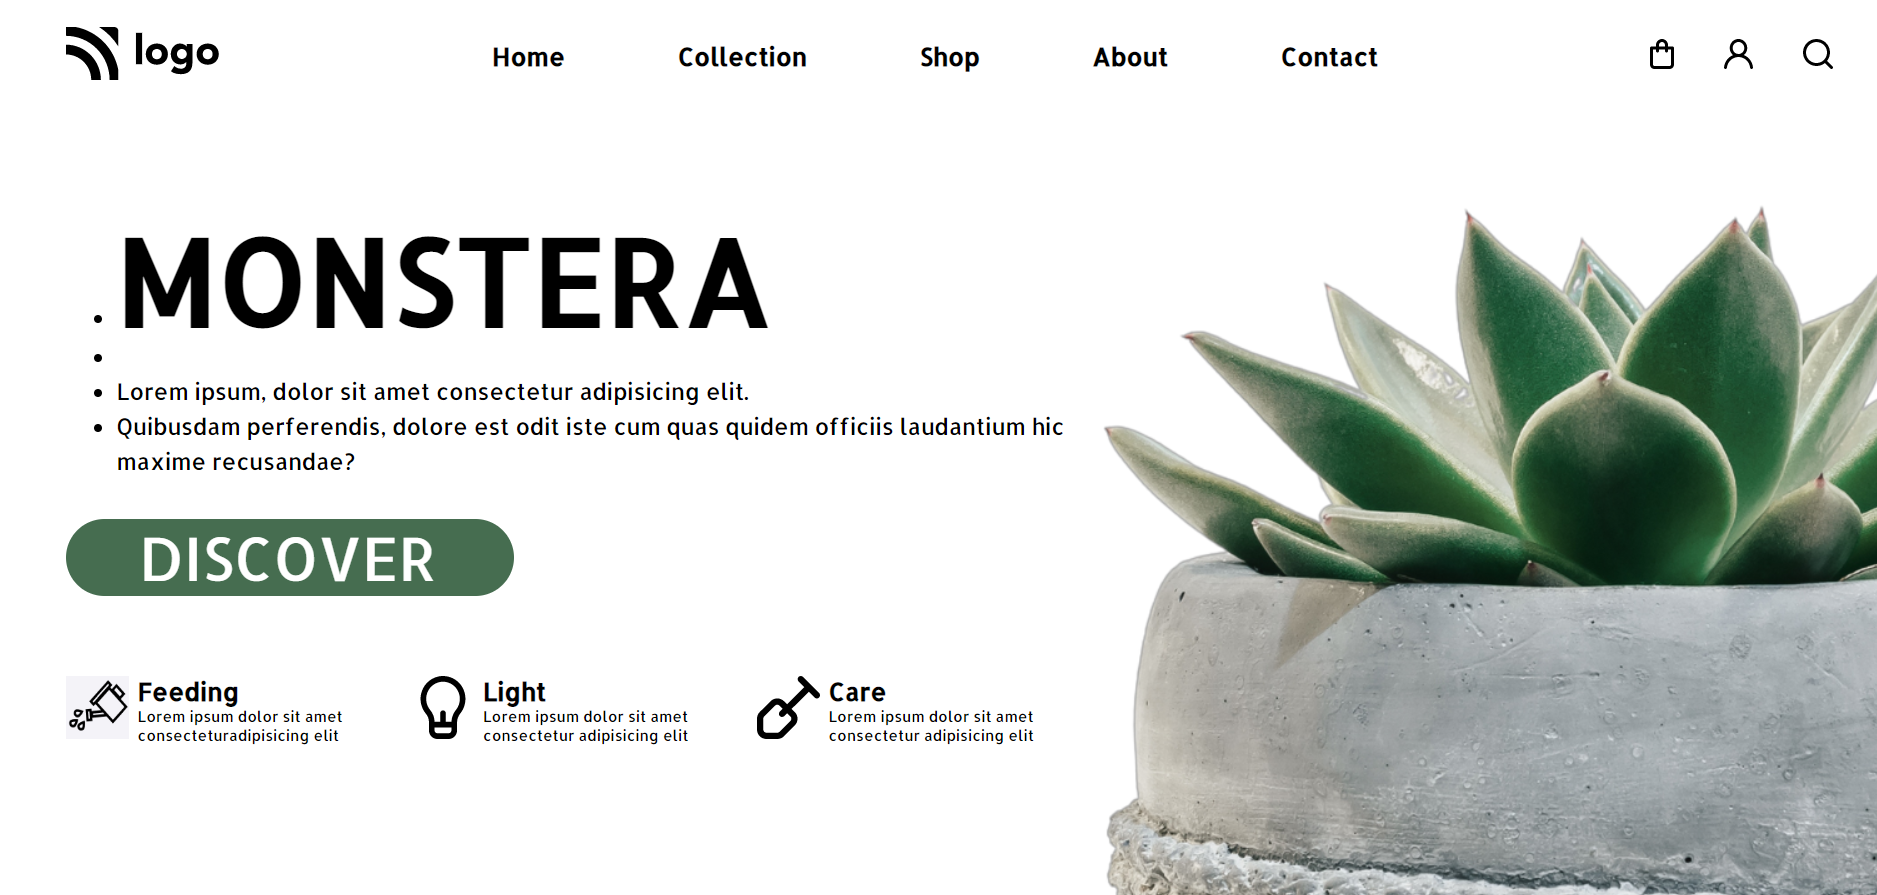 logo
Home
Collection
Shop
About
Contact
MONSTERA
Lorem ipsum, dolor sit amet consectetur adipisicing elit.
Quibusdam perferendis, dolore est odit iste cum quas quidem officiis laudantium hic
maxime recusandae?
DISCOVER
Feeding
Lorem ipsum dolor sit amet
consecteturadipisicing elit
Light
Lorem ipsum dolor sit amet
consectetur adipisicing elit
Care
Lorem ipsum dolor sit amet
consectetur adipisicing elit